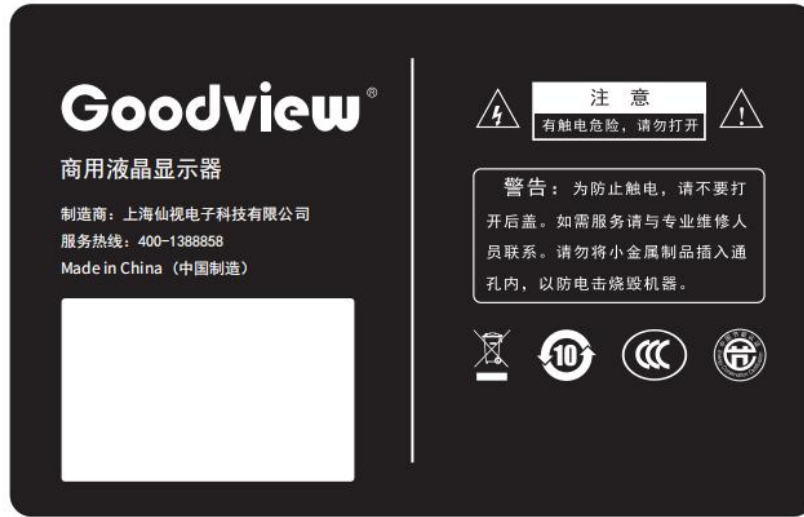 Goodview®
商用液晶显示器
制造商：上海仙视电子科技有限公司
服务热线：400-1388858
Made in China（中国制造）
注 意
有触电危险，请勿打开
警告：为防止触电，请不要打
开后盖。如需服务请与专业维修人
员联系。请勿将小金属制品插入通
孔内，以防电击烧毁机器。
10
CCC